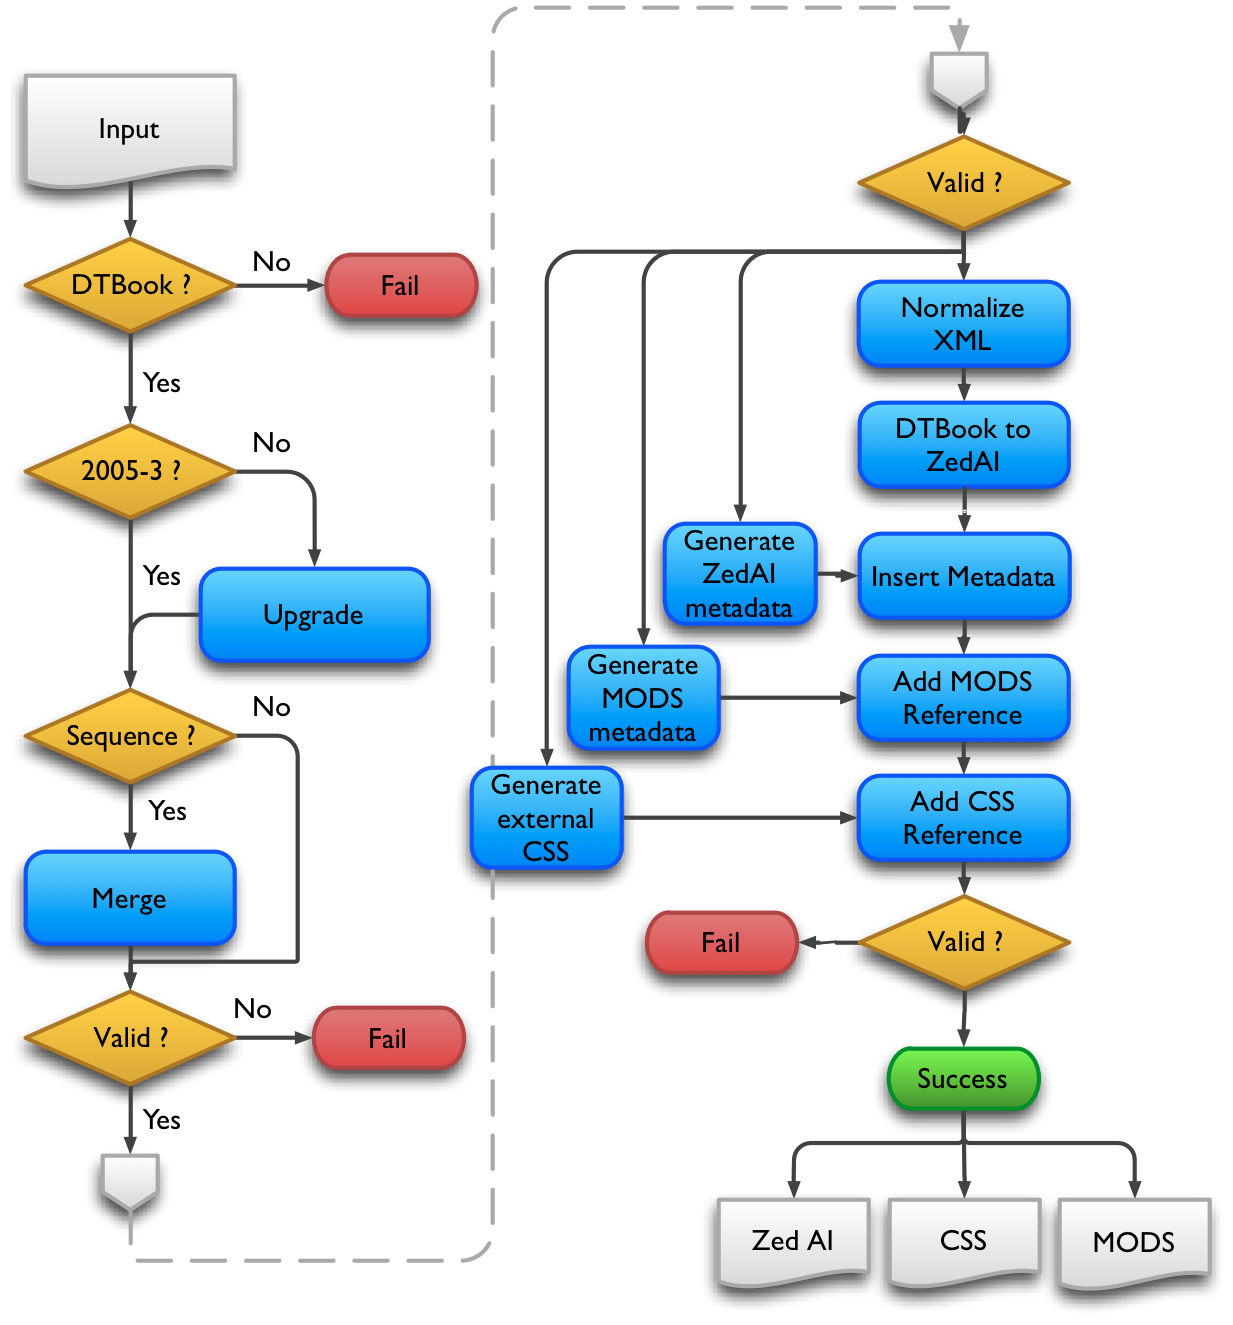 Input
DTBook ?
No
Fail
Yes
2005-3 ?
No
Yes
Upgrade
Sequence ?
No
Yes
Merge
Valid ?
No
Fail
Yes
Valid ?
Normalize
XML
DTBook to
ZedAI
Generate
ZedAI
metadata
Insert Metadata
Generate
MODS
metadata
Add MODS
Reference
Generate
external
CSS
Add CSS
Reference
Fail
Valid ?
Success
Zed AI
CSS
MODS